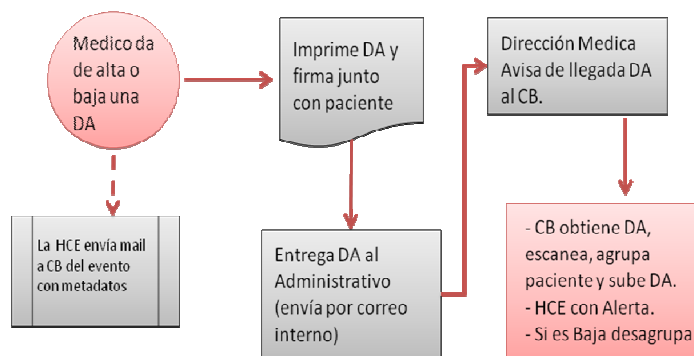 Medico da
de alta o
baja una
DA
Imprime DA y
firma junto
con paciente
Dirección Medica
Avisa de llegada DA
al CB.
La HCE envía mail
a CB del evento
con metadatos
Entrega DA al
Administrativo
(envía por correo
interno)
- CB obtiene DA,
escanea, agrupa
paciente y sube DA.
- HCE con Alerta.
- Si es Baja desagrupa